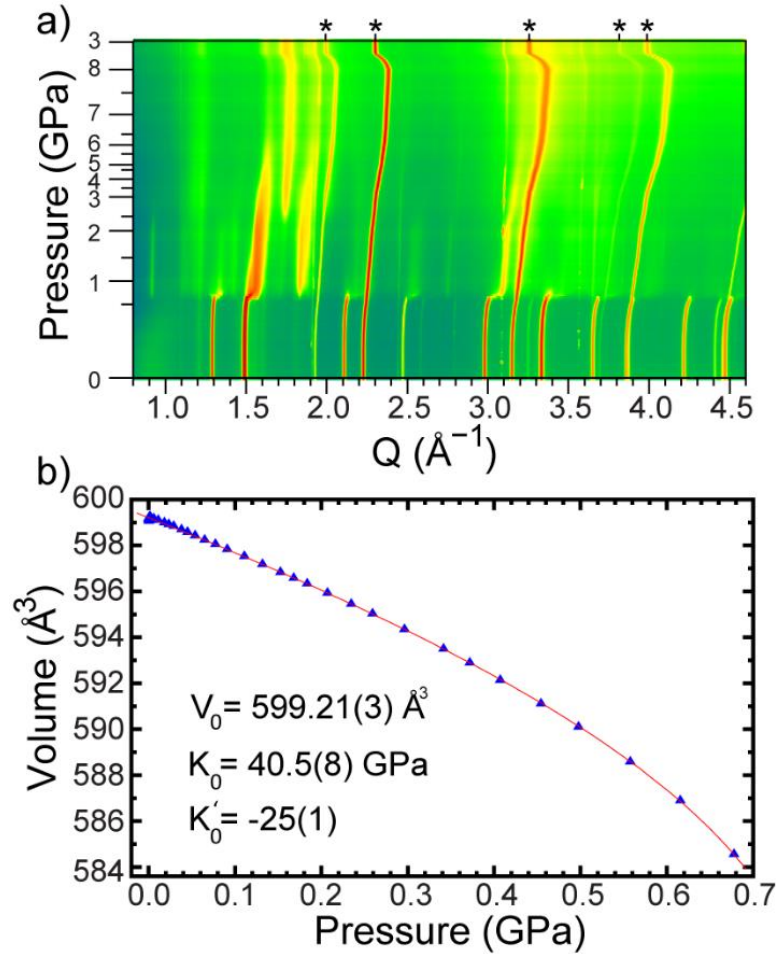 a)
* * * * *
3
8
7
6
5
4
3
2
1
0
Pressure (GPa)
1.0 1.5 2.0 2.5 3.0 3.5 4.0 4.5
Q (Å⁻¹)
b)
600
598
596
594
592
590
588
586
584
Volume (Å³)
V₀= 599.21(3) Å³
K₀= 40.5(8) GPa
K₀′= -25(1)
0.0 0.1 0.2 0.3 0.4 0.5 0.6 0.7
Pressure (GPa)